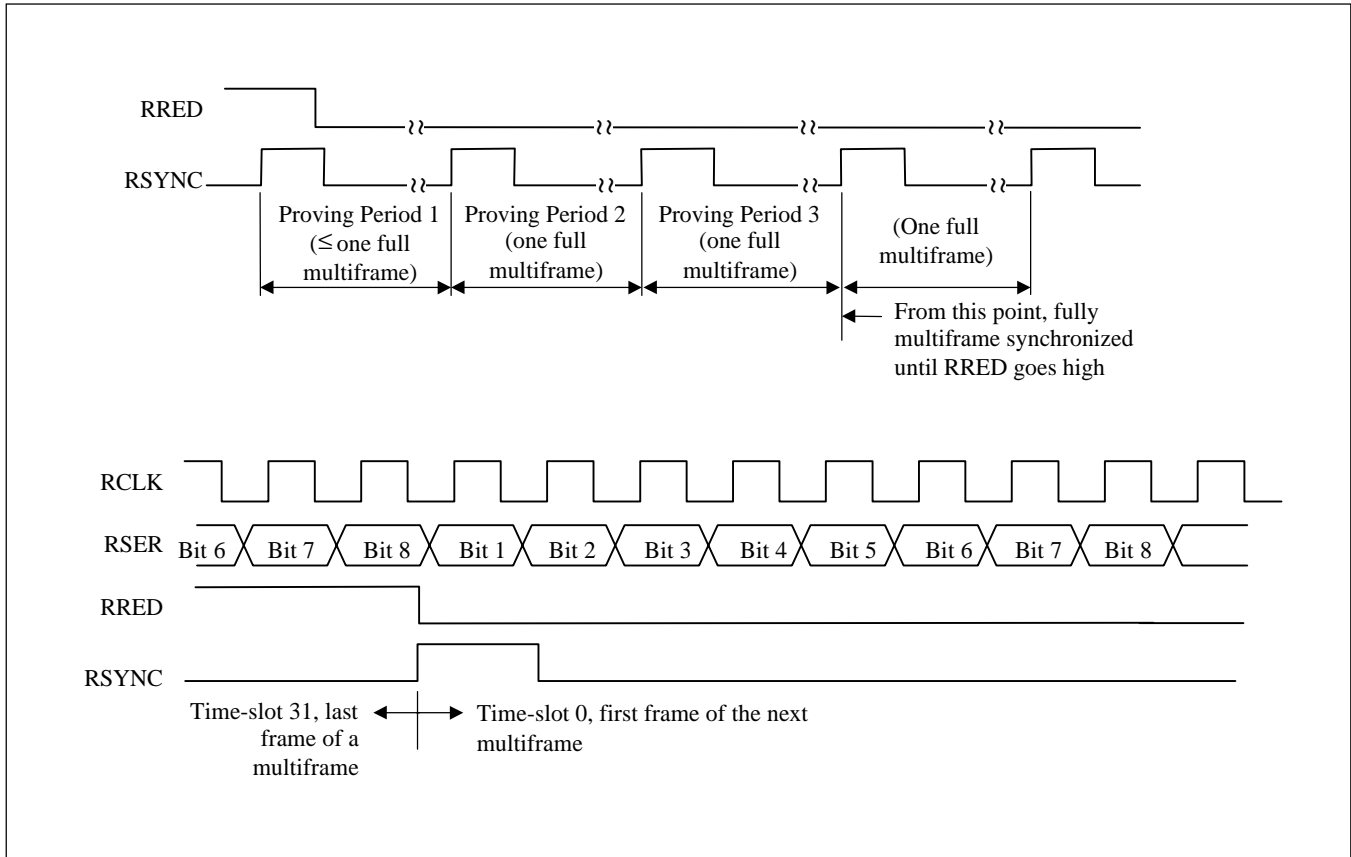 RRED
RSYNC
Proving Period 1
(≤ one full
multiframe)
Proving Period 2
(one full
multiframe)
Proving Period 3
(one full
multiframe)
(One full
multiframe)
From this point, fully
multiframe synchronized
until RRED goes high
RCLK
RSER Bit 6 Bit 7 Bit 8 Bit 1 Bit 2 Bit 3 Bit 4 Bit 5 Bit 6 Bit 7 Bit 8
RRED
RSYNC
Time-slot 31, last
frame of a
multiframe
Time-slot 0, first frame of the next
multiframe